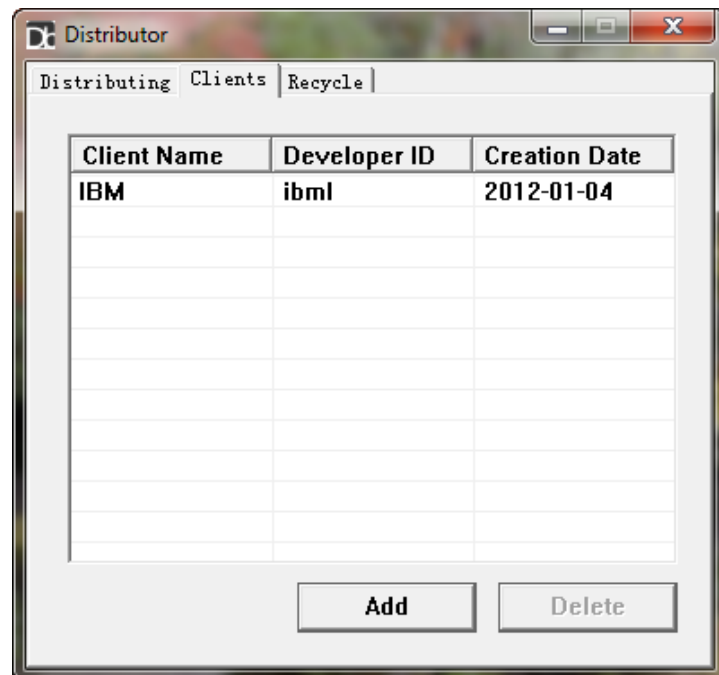 Distributor
Distributing Clients Recycle
Client Name Developer ID Creation Date
IBM ibml 2012-01-04
Add Delete